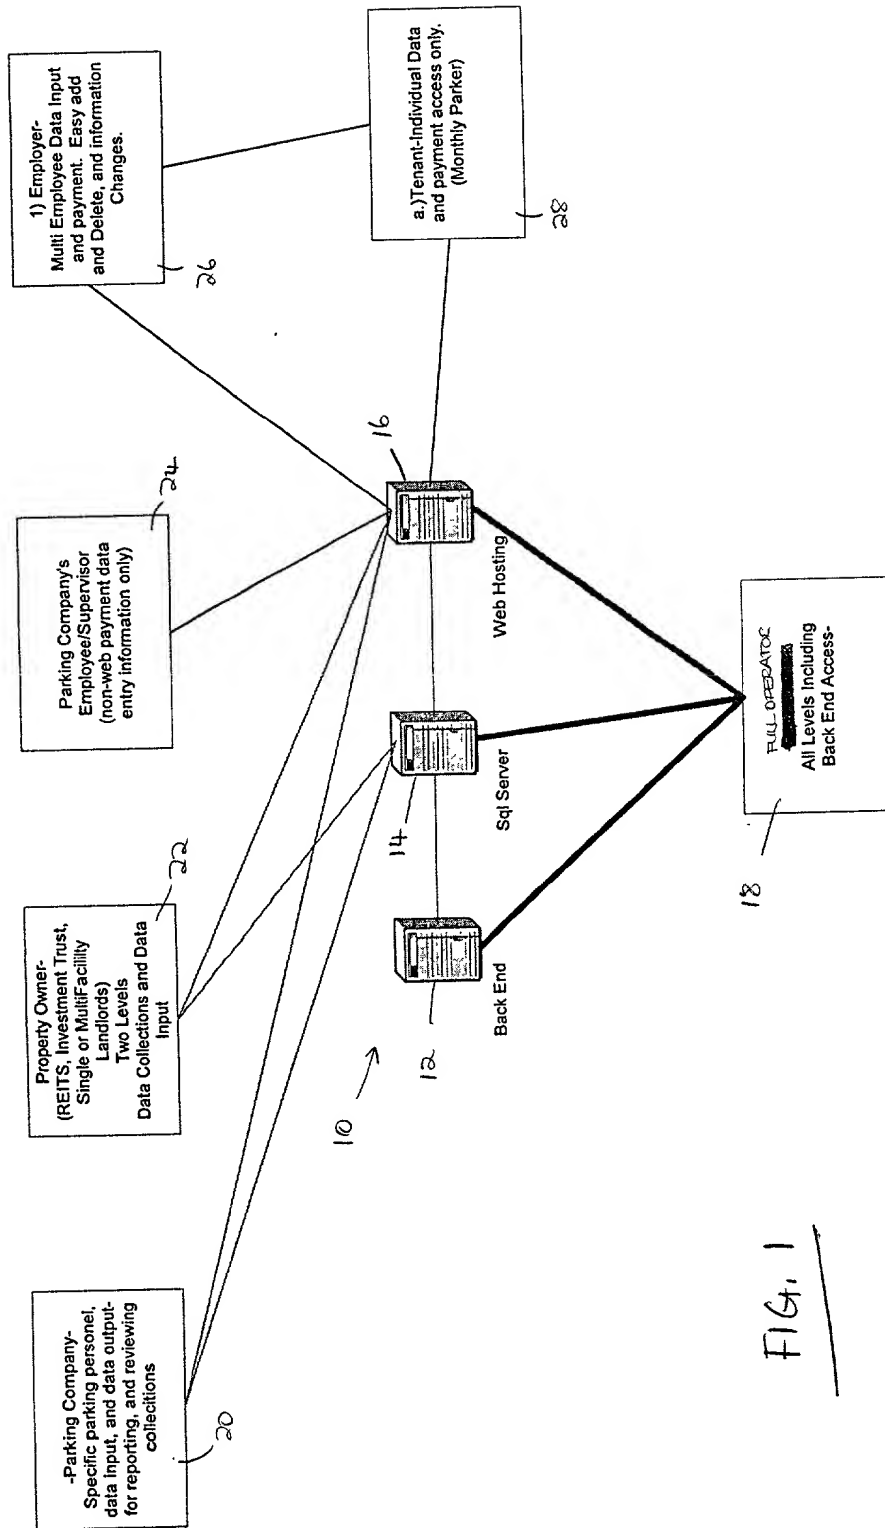 -Parking Company-
Specific parking personel,
data input, and data output-
for reporting, and reviewing
collecitions
20
Property Owner-
(REITS, Investment Trust,
Single or MultiFacility
Landlords)
Two Levels
Data Collections and Data
Input
22
Parking Company's
Employee/Supervisor
(non-web payment data
entry information only)
24
1) Employer-
Multi Employee Data Input
and payment. Easy add
and Delete, and information
Changes.
26
a.)Tenant-Individual Data
and payment access only.
(Monthly Parker)
28
10
12
Back End
14
Sql Server
16
Web Hosting
18
FULL OPERATOR
All Levels Including
Back End Access-
FIG. 1